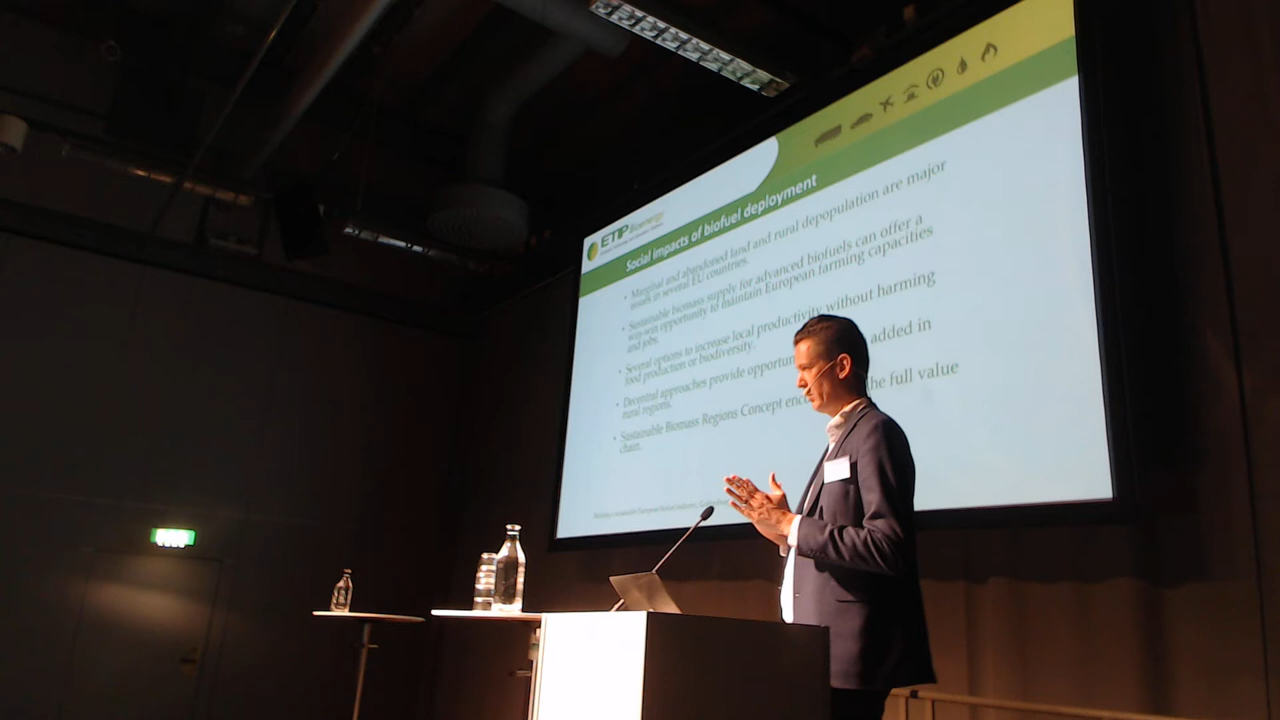 ETP Bioenergy
Social impacts of biofuel deployment
• Marginal and abandoned land and rural depopulation are major
issues in several EU countries.
• Sustainable biomass supply for advanced biofuels can offer a
win-win opportunity to maintain European farming capacities
and jobs.
• Several options to increase local productivity without harming
food production or biodiversity.
• Decentral approaches provide added in
rural regions.
• Sustainable Biomass Regions Concept the full value
chain.